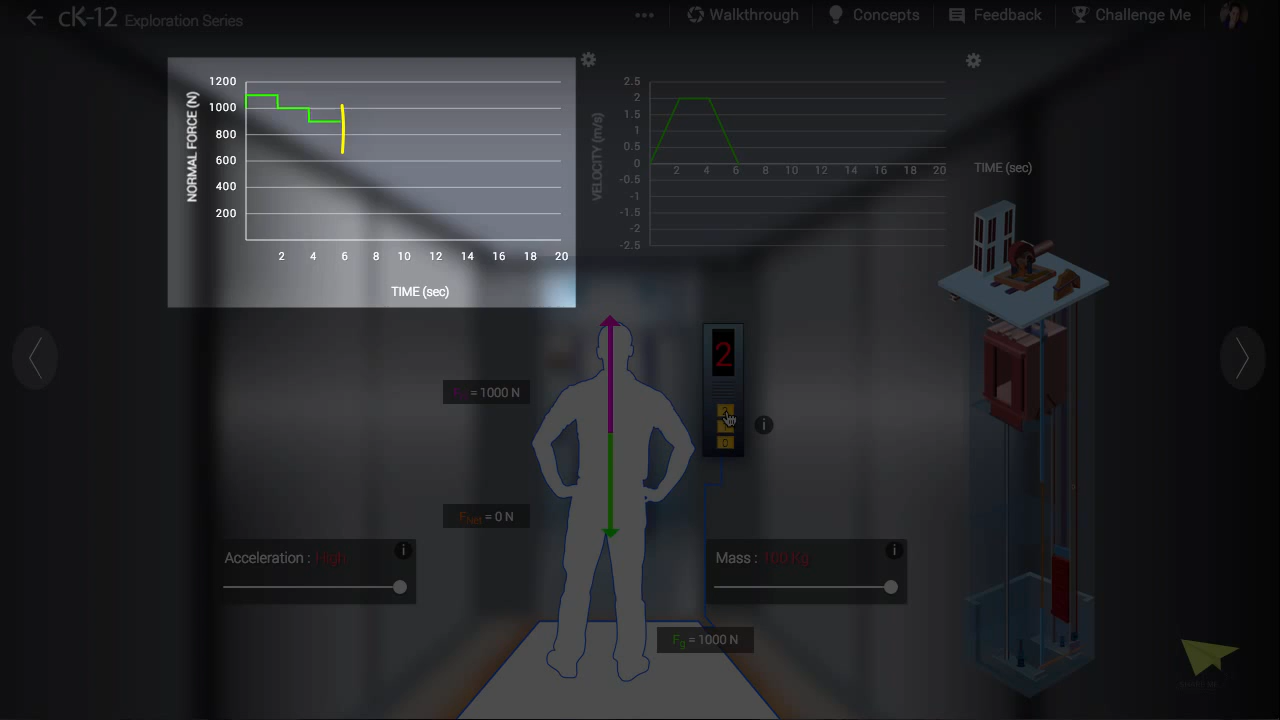 cK-12 Exploration Series
Walkthrough
Concepts
Feedback
Challenge Me
NORMAL FORCE (N)
1200
1000
800
600
400
200
2 4 6 8 10 12 14 16 18 20
TIME (sec)
VELOCITY (m/s)
2.5
2
1.5
1
0.5
0
-0.5
-1
-1.5
-2
-2.5
2 4 6 8 10 12 14 16 18 20
TIME (sec)
2
0
= 1000 N
FNet = 0 N
Acceleration : High
i
Mass : 100 Kg
i
i
Fg = 1000 N